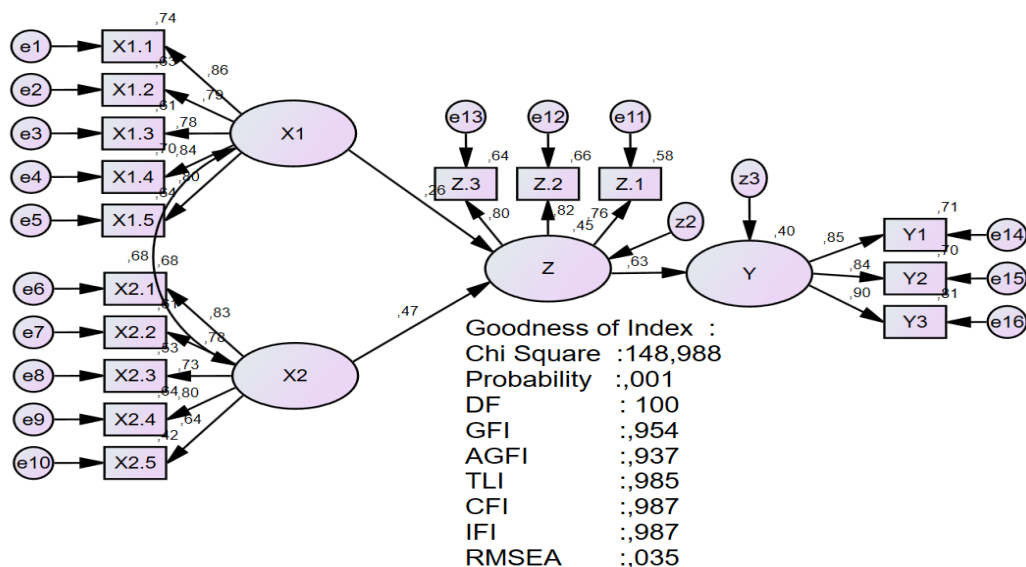 ,74
e1 X1.1
,86
,63
e2 X1.2
,79
,61
e3 X1.3
,78
X1
,70
,84
e4 X1.4
,80
,64
e5 X1.5
,68
,68
e6 X2.1
,83
,61
e7 X2.2
,78
,53
e8 X2.3
,73
X2
,64
,80
e9 X2.4
,64
,42
e10 X2.5
,26
,47
e13 e12 e11
,64 ,66 ,58
Z.3 Z.2 Z.1
,80 ,82 ,76
,45
z2
Z
,63
z3
,40
Y
,71
,85
Y1 e14
,70
,84
Y2 e15
,81
,90
Y3 e16
Goodness of Index :
Chi Square :148,988
Probability :,001
DF : 100
GFI :,954
AGFI :,937
TLI :,985
CFI :,987
IFI :,987
RMSEA :,035